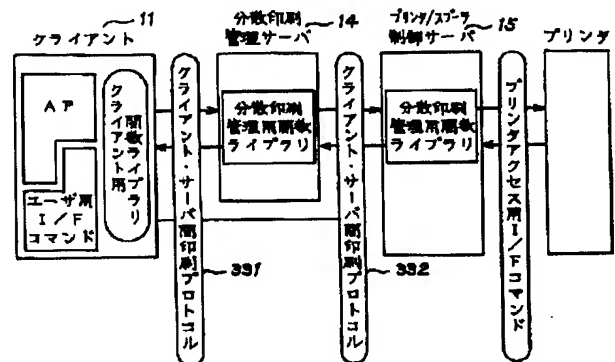 11
クライアント
AP
ユーザ用
I/F
コマンド
クライアント用
関数ライブラリ
クライアント・サーバ間印刷プロトコル
331
分散印刷
管理サーバ
14
分散印刷
管理用関数
ライブラリ
クライアント・サーバ間印刷プロトコル
332
プリンタ/スプーラ
制御サーバ
15
分散印刷
管理用関数
ライブラリ
プリンタアクセス用I/Fコマンド
プリンタ